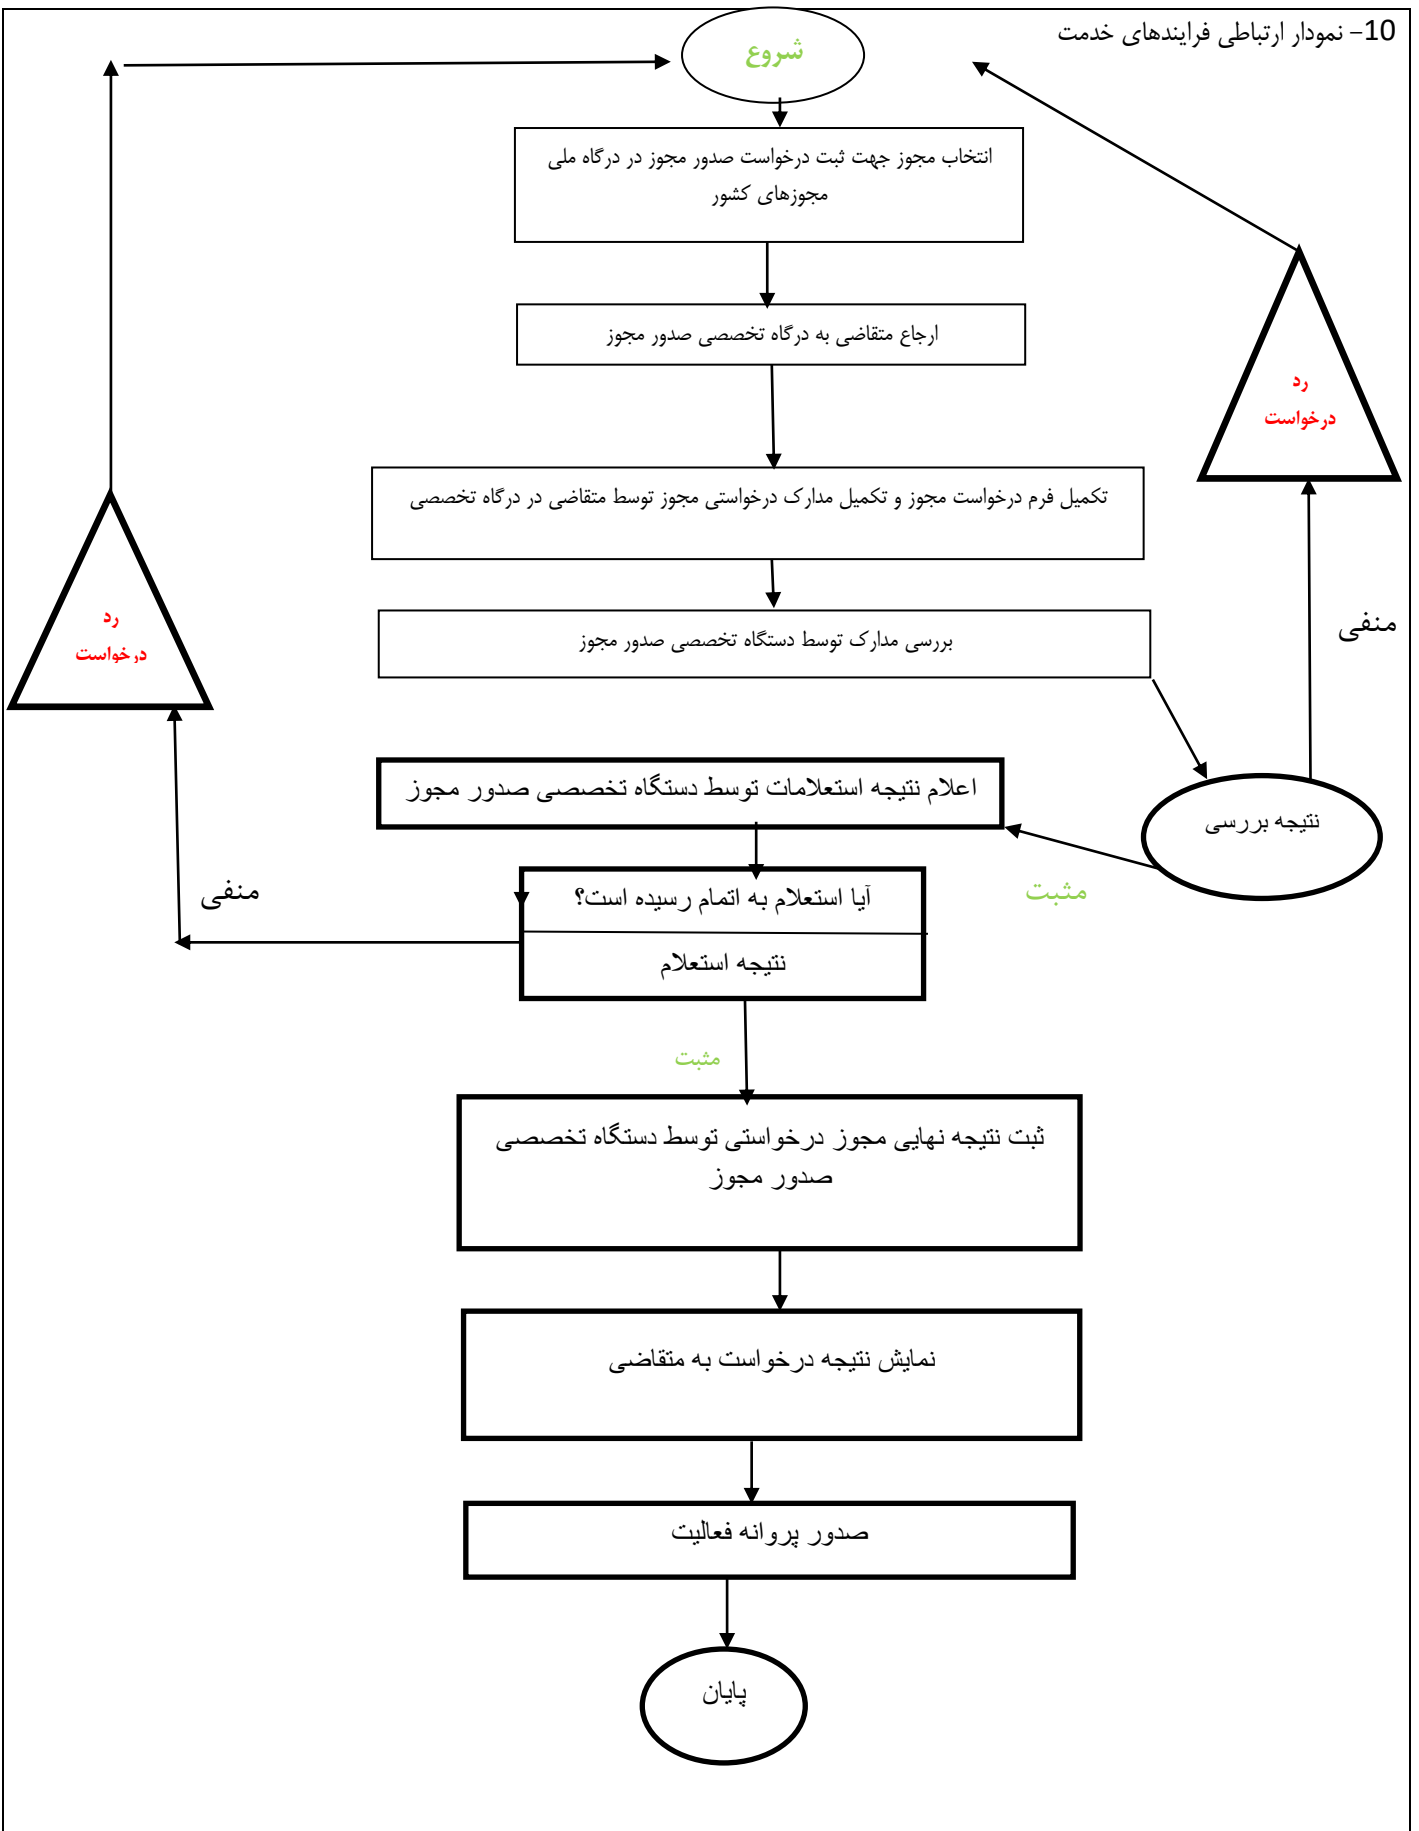 10– نمودار ارتباطی فرایندهای خدمت
شروع
انتخاب مجوز جهت ثبت درخواست صدور مجوز در درگاه ملی
مجوزهای کشور
ارجاع متقاضی به درگاه تخصصی صدور مجوز
رد
درخواست
تکمیل فرم درخواست مجوز و تکمیل مدارک درخواستی مجوز توسط متقاضی در درگاه تخصصی
رد
درخواست
منفی
بررسی مدارک توسط دستگاه تخصصی صدور مجوز
اعلام نتیجه استعلامات توسط دستگاه تخصصی صدور مجوز
نتیجه بررسی
مثبت
آیا استعلام به اتمام رسیده است؟
منفی
نتیجه استعلام
مثبت
ثبت نتیجه نهایی مجوز درخواستی توسط دستگاه تخصصی
صدور مجوز
نمایش نتیجه درخواست به متقاضی
صدور پروانه فعالیت
پایان